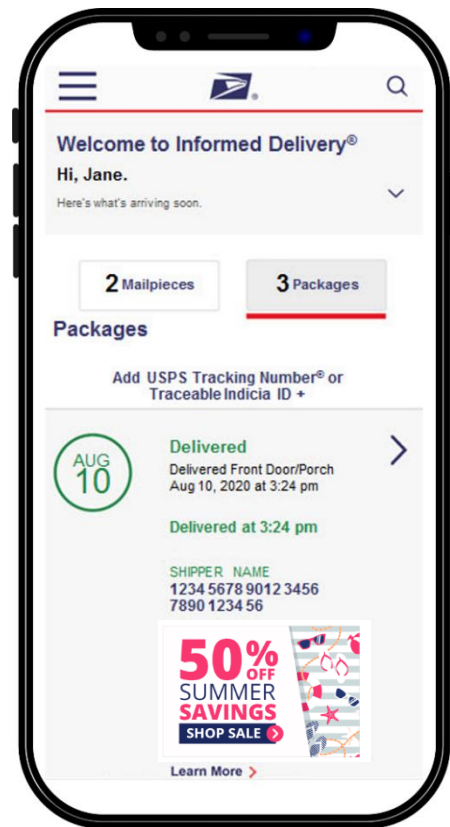 Welcome to Informed Delivery®
Hi, Jane.
Here's what's arriving soon.
2 Mailpieces
3 Packages
Packages
Add USPS Tracking Number® or
Traceable Indicia ID +
AUG
10
Delivered
Delivered Front Door/Porch
Aug 10, 2020 at 3:24 pm
Delivered at 3:24 pm
SHIPPER NAME
1234 5678 9012 3456
7890 1234 56
50%
OFF
SUMMER
SAVINGS
SHOP SALE >
Learn More >